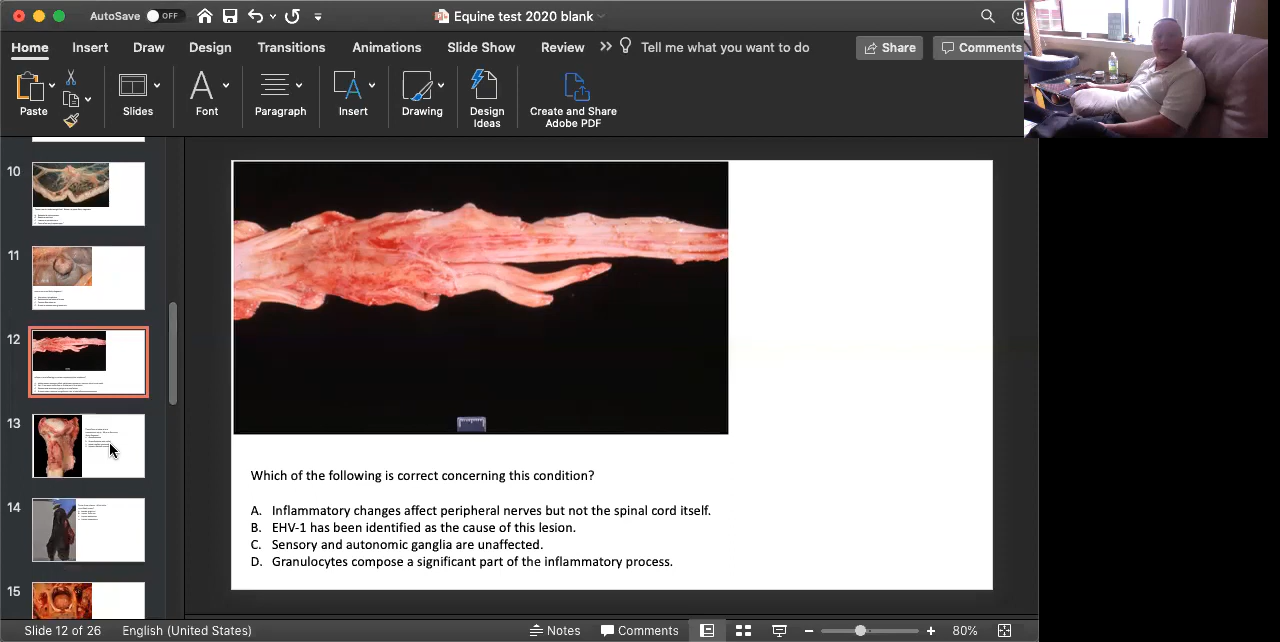 AutoSave OFF
Equine test 2020 blank
Home Insert Draw Design Transitions Animations Slide Show Review Tell me what you want to do Share Comments
Paste Slides Font Paragraph Insert Drawing Design Ideas Create and Share Adobe PDF
10
11
12
13
14
15
Which of the following is correct concerning this condition?
A. Inflammatory changes affect peripheral nerves but not the spinal cord itself.
B. EHV-1 has been identified as the cause of this lesion.
C. Sensory and autonomic ganglia are unaffected.
D. Granulocytes compose a significant part of the inflammatory process.
Slide 12 of 26 English (United States) Notes Comments 80%